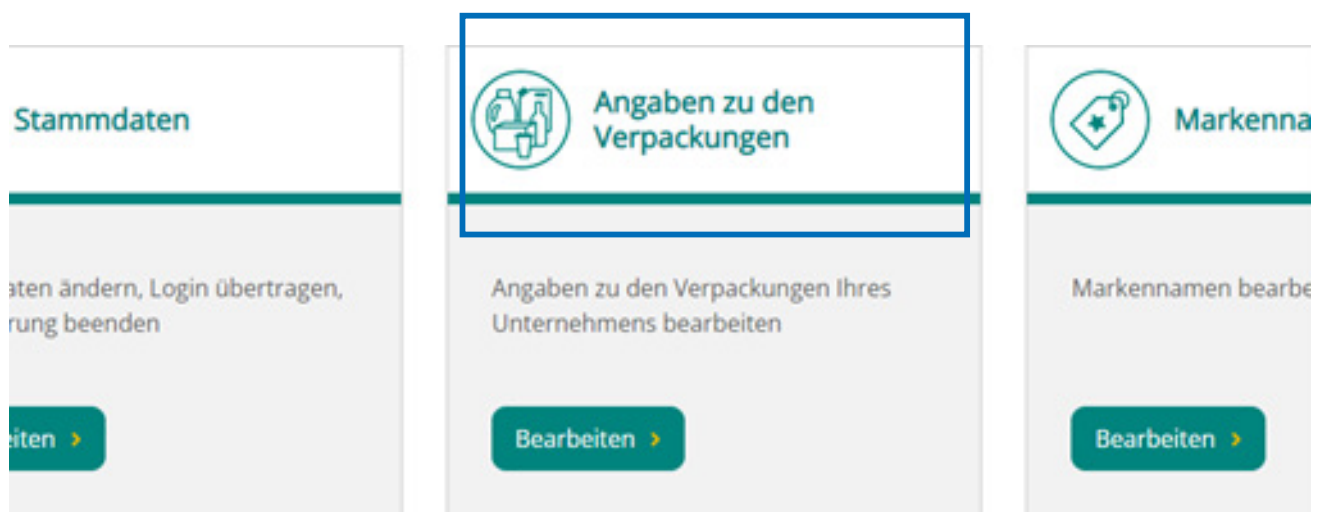 Stammdaten
Angaben zu den
Verpackungen
Markenna
aten ändern, Login übertragen,
rung beenden
Angaben zu den Verpackungen Ihres
Unternehmens bearbeiten
Markennamen bearbe
eiten >
Bearbeiten >
Bearbeiten >